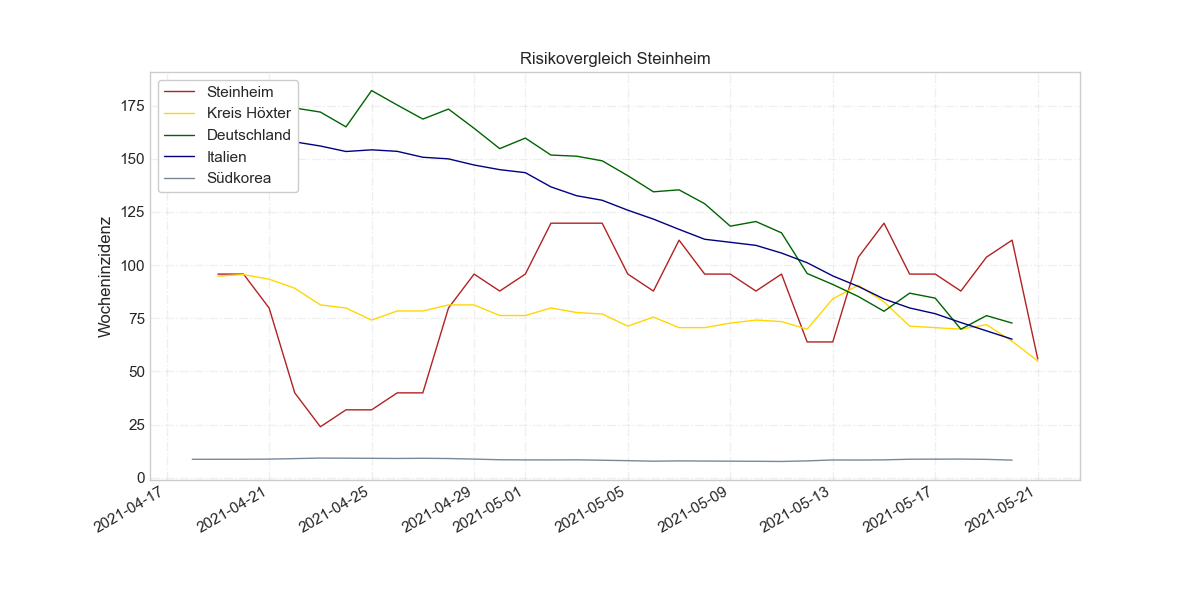 Risikovergleich Steinheim
Steinheim
Kreis Höxter
Deutschland
Italien
Südkorea
Wocheninzidenz
175
150
125
100
75
50
25
0
2021-04-17
2021-04-21
2021-04-25
2021-04-29
2021-05-01
2021-05-05
2021-05-09
2021-05-13
2021-05-17
2021-05-21